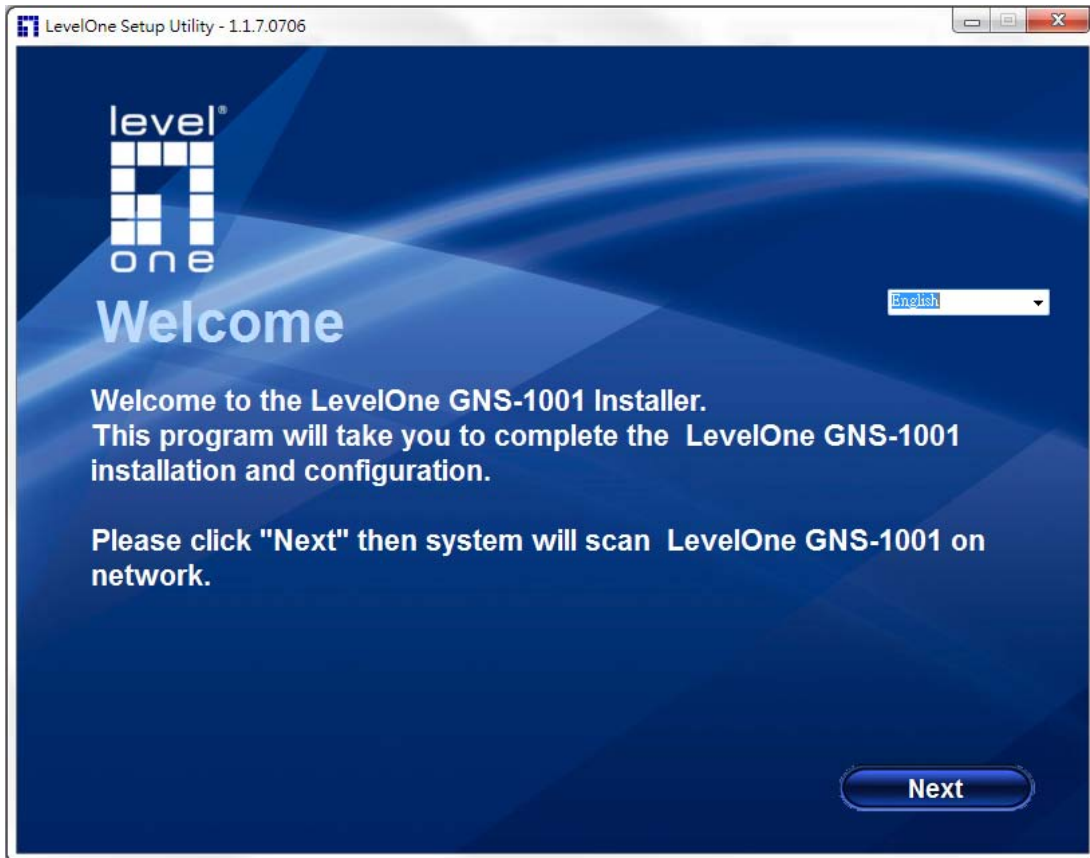 LevelOne Setup Utility - 1.1.7.0706
level®
one
Welcome
English
Welcome to the LevelOne GNS-1001 Installer.
This program will take you to complete the  LevelOne GNS-1001
installation and configuration.
Please click "Next" then system will scan  LevelOne GNS-1001 on
network.
Next